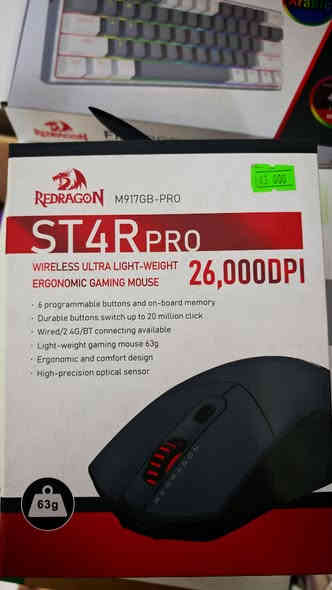 Arabic
REDRAGON
REDRAGON
M917GB-PRO
ST4R PRO
WIRELESS ULTRA LIGHT-WEIGHT
ERGONOMIC GAMING MOUSE
26,000DPI
· 6 programmable buttons and on-board memory
· Durable buttons switch up to 20 million click
· Wired/2.4G/BT connecting available
· Light-weight gaming mouse 63g
· Ergonomic and comfort design
· High-precision optical sensor
REDRAGON
63g